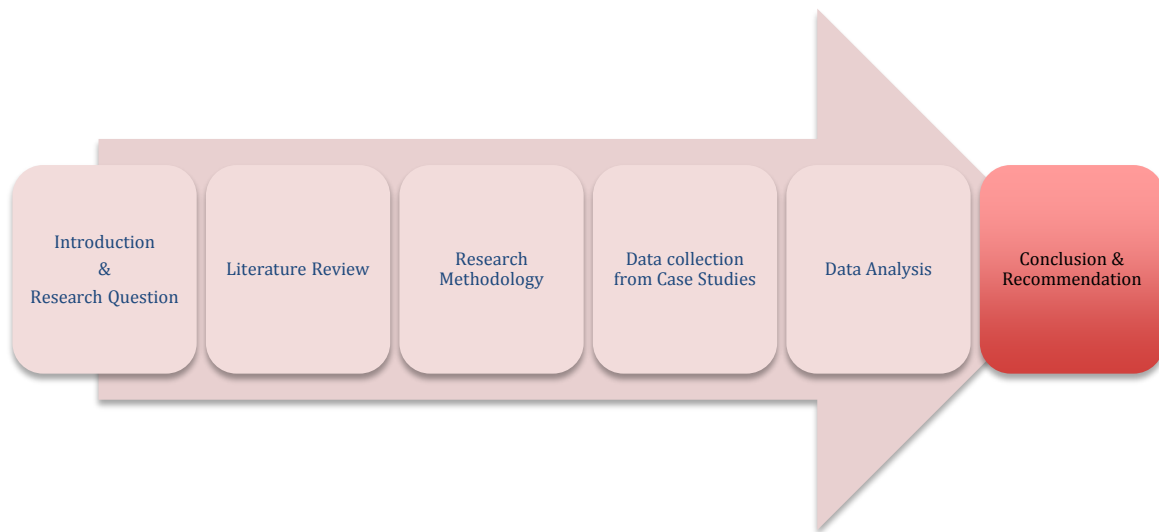 Introduction
&
Research Question
Literature Review
Research
Methodology
Data collection
from Case Studies
Data Analysis
Conclusion &
Recommendation